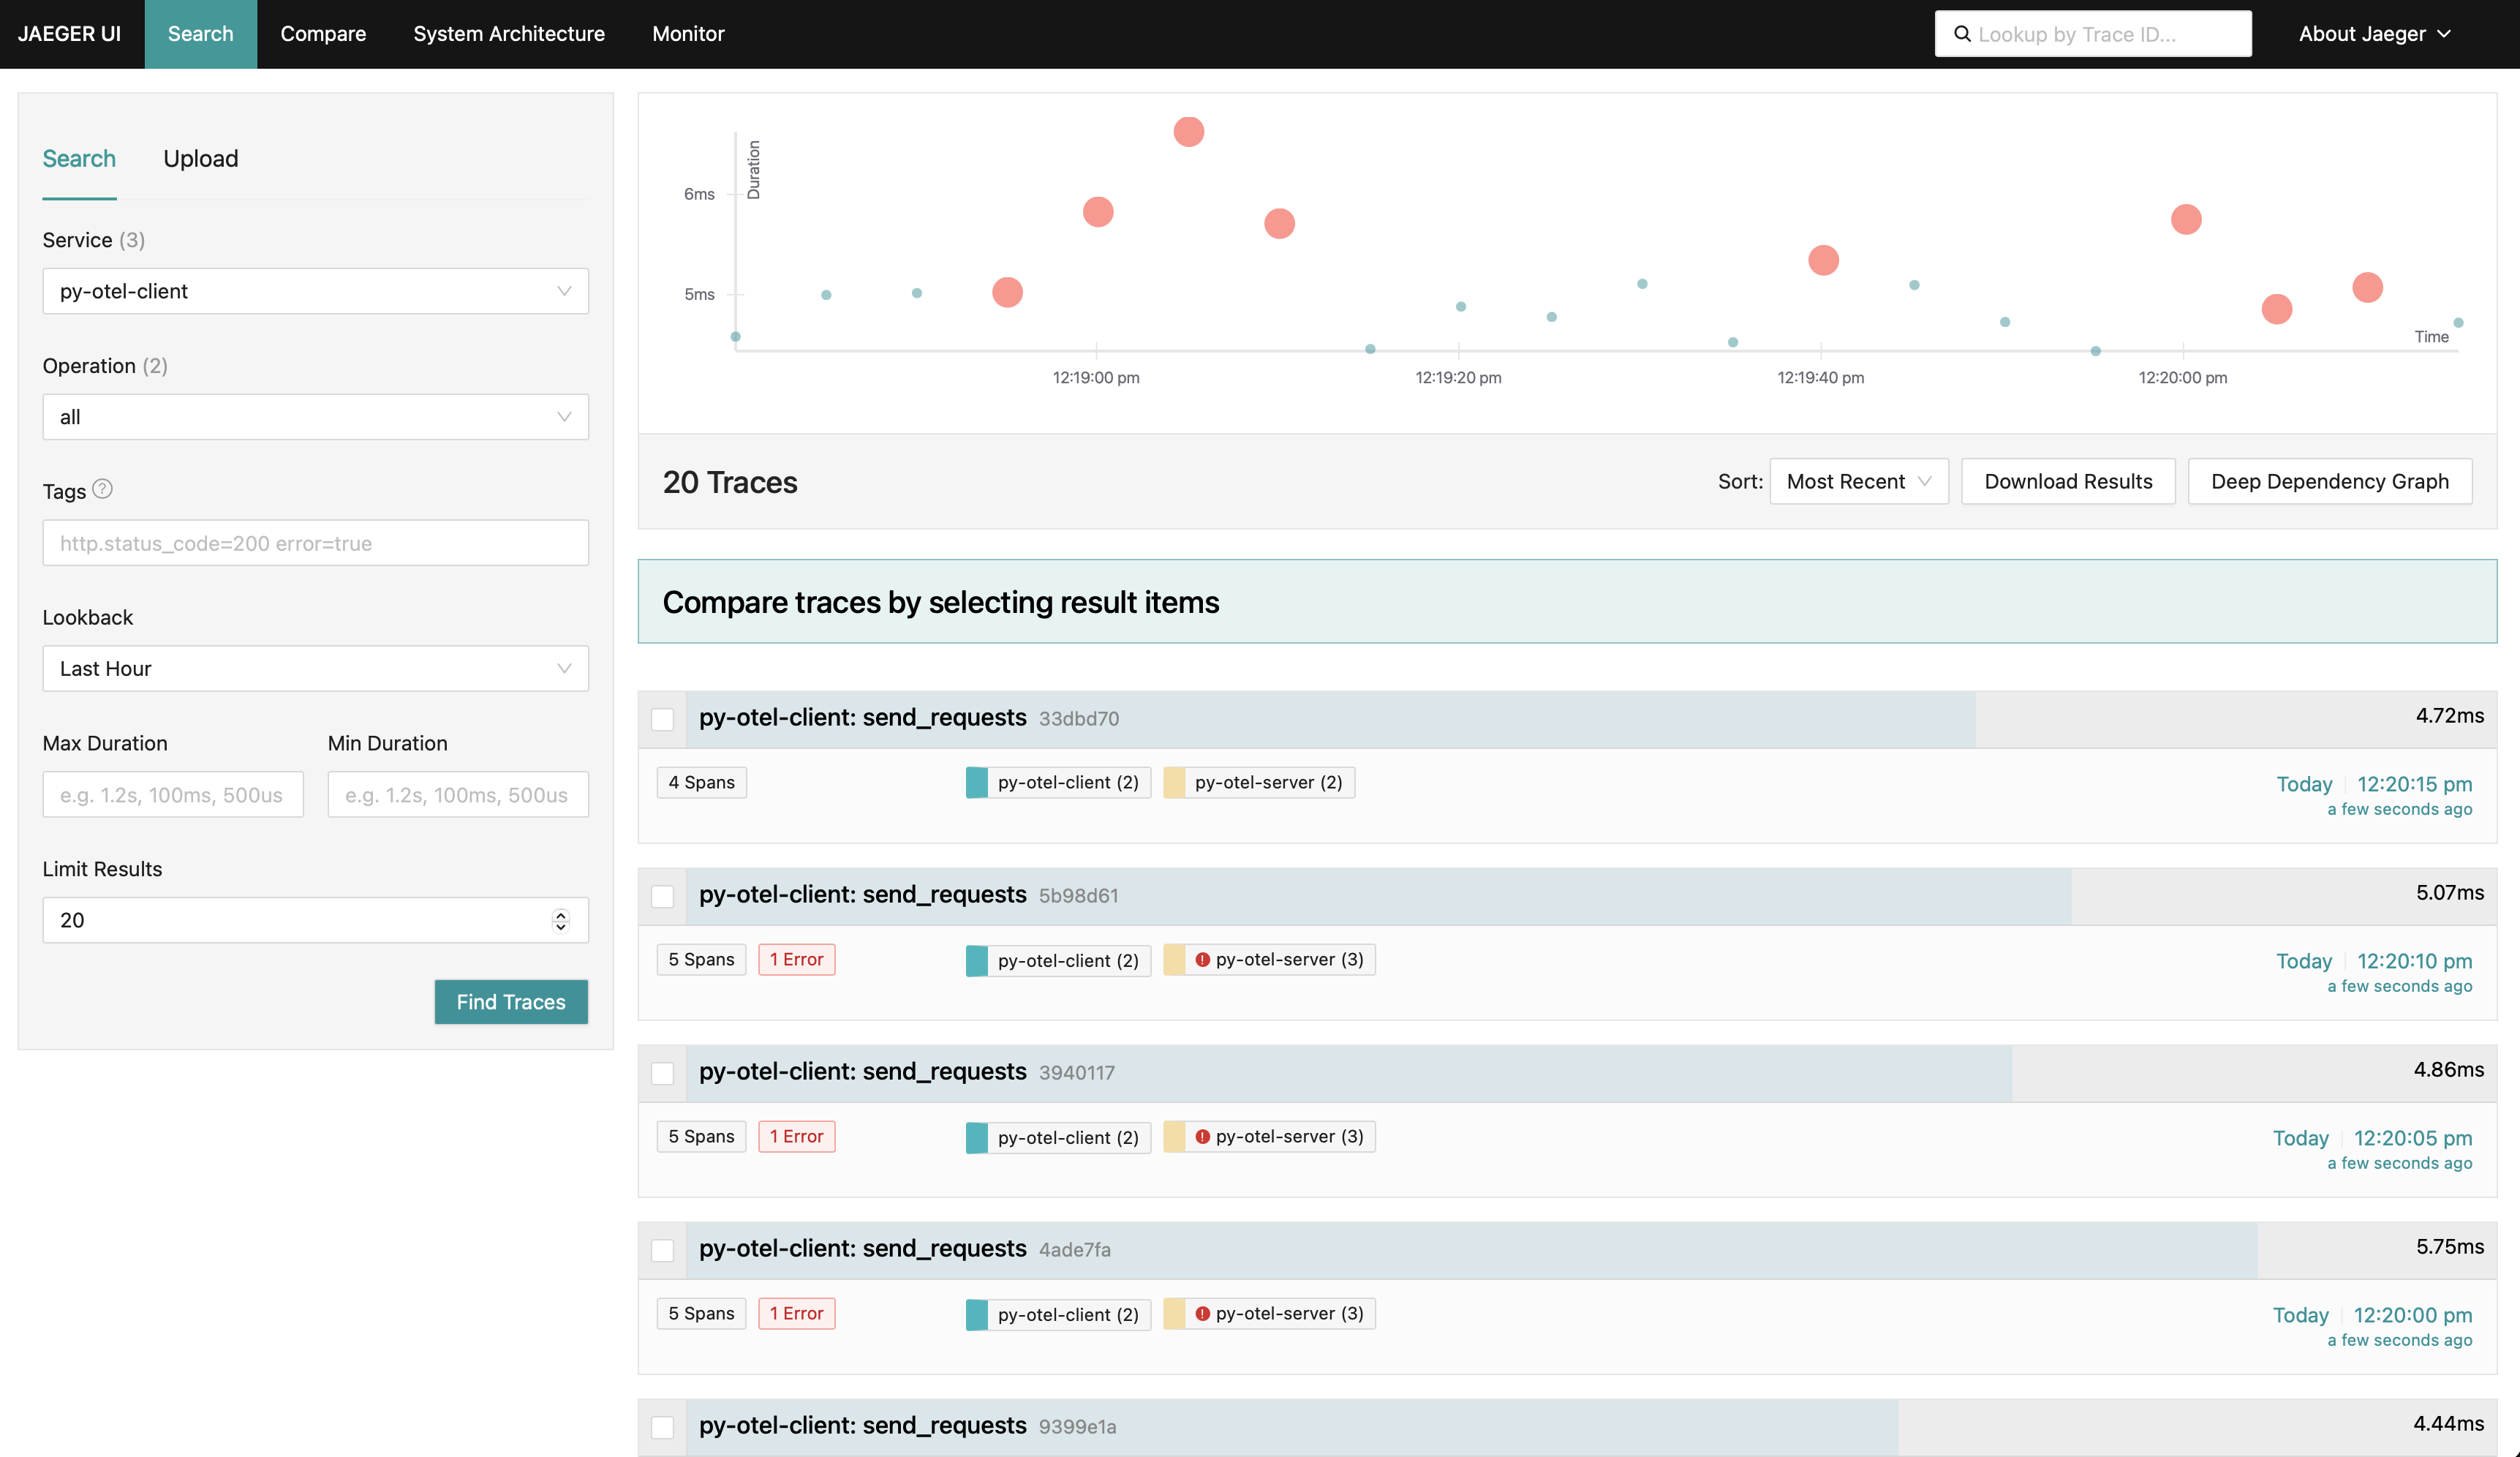 JAEGER UI Search Compare System Architecture Monitor Lookup by Trace ID... About Jaeger
Search Upload
Service (3)
py-otel-client
Operation (2)
all
Tags ?
http.status_code=200 error=true
Lookback
Last Hour
Max Duration Min Duration
e.g. 1.2s, 100ms, 500us e.g. 1.2s, 100ms, 500us
Limit Results
20
Find Traces
Duration
6ms
5ms
Time
12:19:00 pm 12:19:20 pm 12:19:40 pm 12:20:00 pm
20 Traces Sort: Most Recent Download Results Deep Dependency Graph
Compare traces by selecting result items
py-otel-client: send_requests 33dbd70 4.72ms
4 Spans py-otel-client (2) py-otel-server (2) Today 12:20:15 pm
a few seconds ago
py-otel-client: send_requests 5b98d61 5.07ms
5 Spans 1 Error py-otel-client (2) py-otel-server (3) Today 12:20:10 pm
a few seconds ago
py-otel-client: send_requests 3940117 4.86ms
5 Spans 1 Error py-otel-client (2) py-otel-server (3) Today 12:20:05 pm
a few seconds ago
py-otel-client: send_requests 4ade7fa 5.75ms
5 Spans 1 Error py-otel-client (2) py-otel-server (3) Today 12:20:00 pm
a few seconds ago
py-otel-client: send_requests 9399e1a 4.44ms